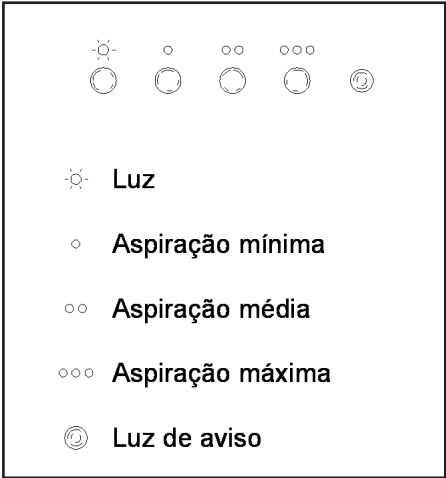 Luz
Aspiração mínima
Aspiração média
Aspiração máxima
Luz de aviso